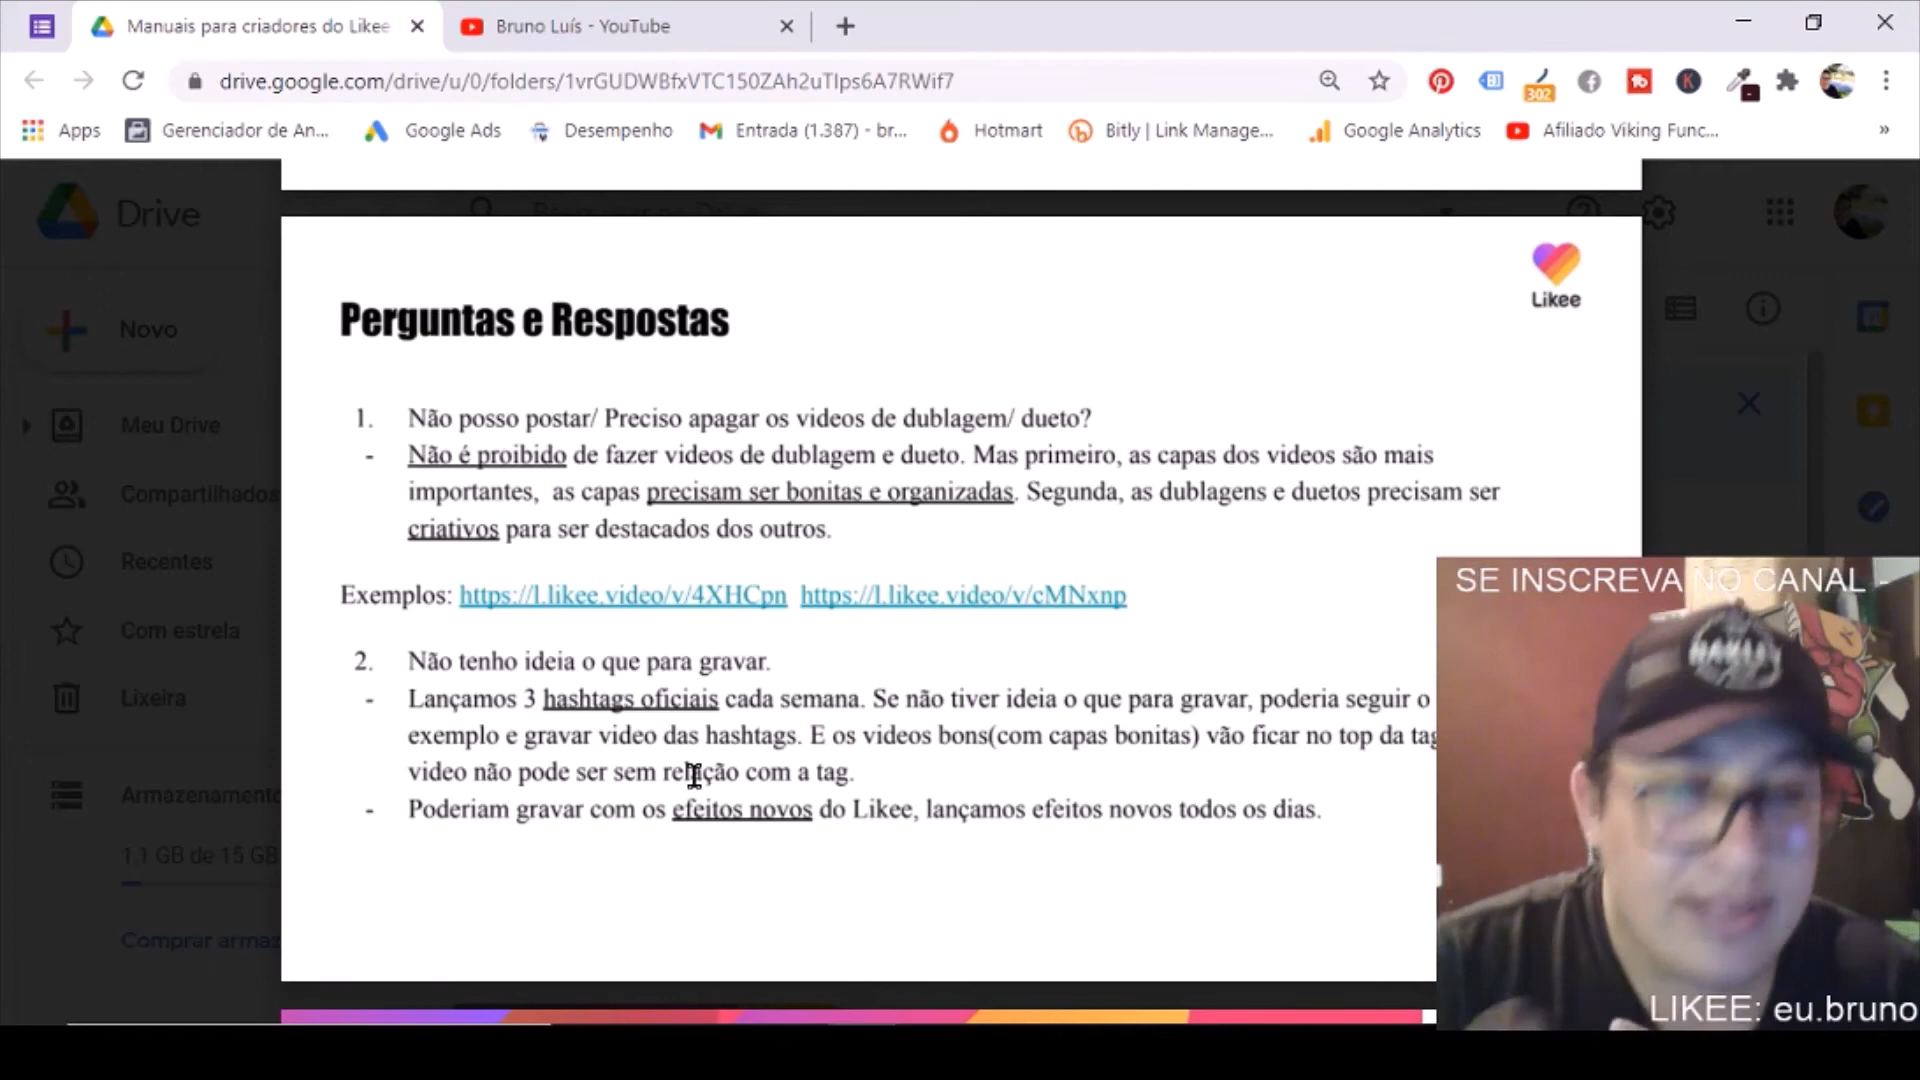 Manuais para criadores do Likee
Bruno Luís - YouTube
drive.google.com/drive/u/0/folders/1vrGUDWBfxVTC150ZAh2uTIps6A7RWif7
302
Apps
Gerenciador de An...
Google Ads
Desempenho
Entrada (1.387) - br...
Hotmart
Bitly | Link Manage...
Google Analytics
Afiliado Viking Func...
Drive
Likee
Perguntas e Respostas
Novo
Meu Drive
Compartilhados
Recentes
Com estrela
Lixeira
Armazenamento
1,1 GB de 15 GB
Comprar armaz
1. Não posso postar/ Preciso apagar os videos de dublagem/ dueto?
- Não é proibido de fazer videos de dublagem e dueto. Mas primeiro, as capas dos videos são mais
importantes, as capas precisam ser bonitas e organizadas. Segunda, as dublagens e duetos precisam ser
criativos para ser destacados dos outros.
Exemplos: https://l.likee.video/v/4XHCpn https://l.likee.video/v/cMNxnp
2. Não tenho ideia o que para gravar.
- Lançamos 3 hashtags oficiais cada semana. Se não tiver ideia o que para gravar, poderia seguir o
exemplo e gravar video das hashtags. E os videos bons(com capas bonitas) vão ficar no top da tag
video não pode ser sem relação com a tag.
- Poderiam gravar com os efeitos novos do Likee, lançamos efeitos novos todos os dias.
SE INSCREVA NO CANAL -
LIKEE: eu.bruno